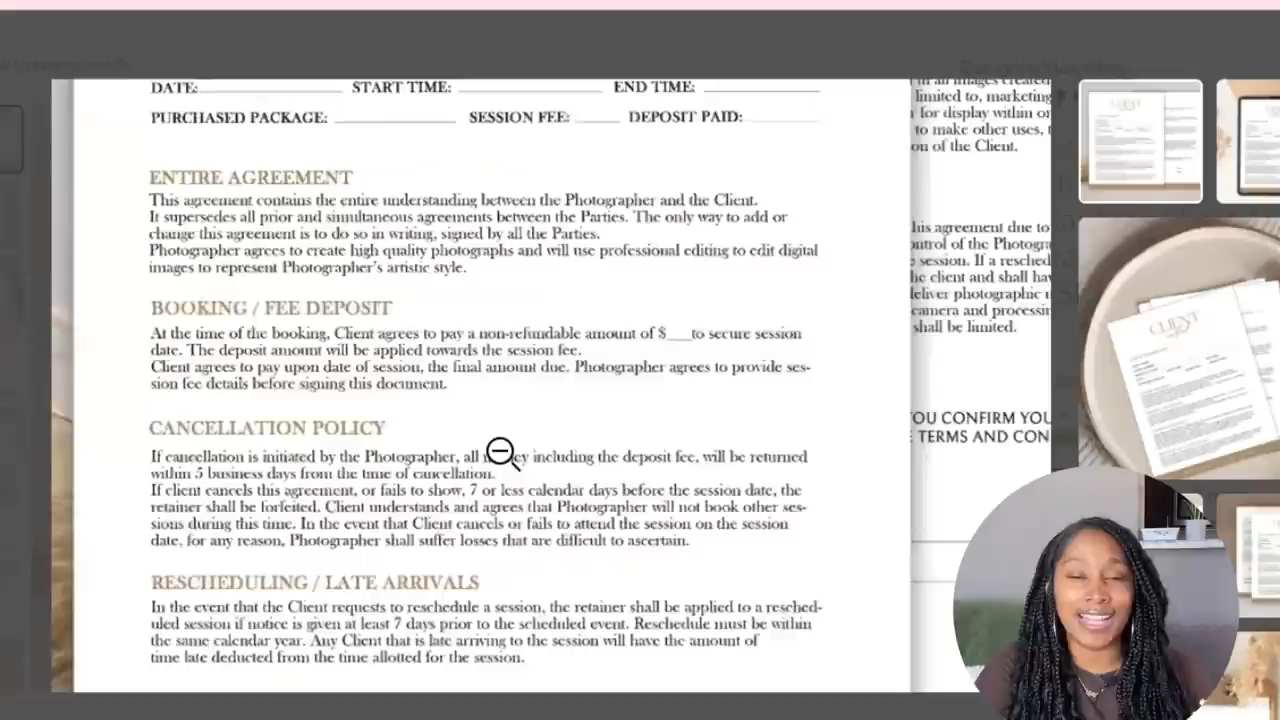 DATE: START TIME: END TIME:
PURCHASED PACKAGE: SESSION FEE: DEPOSIT PAID:
ENTIRE AGREEMENT
This agreement contains the entire understanding between the Photographer and the Client.
It supersedes all prior and simultaneous agreements between the Parties. The only way to add or
change this agreement is to do so in writing, signed by all the Parties.
Photographer agrees to create high quality photographs and will use professional editing to edit digital
images to represent Photographer's artistic style.
BOOKING / FEE DEPOSIT
At the time of the booking, Client agrees to pay a non-refundable amount of $___to secure session
date. The deposit amount will be applied towards the session fee.
Client agrees to pay upon date of session, the final amount due. Photographer agrees to provide ses-
sion fee details before signing this document.
CANCELLATION POLICY
If cancellation is initiated by the Photographer, all including the deposit fee, will be returned
within 5 business days from the time of cancellation.
If client cancels this agreement, or fails to show, 7 or less calendar days before the session date, the
retainer shall be forfeited. Client understands and agrees that Photographer will not book other ses-
sions during this time. In the event that Client cancels or fails to attend the session on the session
date, for any reason, Photographer shall suffer losses that are difficult to ascertain.
RESCHEDULING / LATE ARRIVALS
In the event that the Client requests to reschedule a session, the retainer shall be applied to a resched-
uled session if notice is given at least 7 days prior to the scheduled event. Reschedule must be within
the same calendar year. Any Client that is late arriving to the session will have the amount of
time late deducted from the time allotted for the session.
in all images created
limited to, marketing
for display within or
to make other uses,
on of the Client.
his agreement due to
ntrol of the Photogra
session. If a resched
he client and shall hav
deliver photographic
camera and processin
shall be limited.
OU CONFIRM YOU
TERMS AND CON
CLIENT
CLIENT